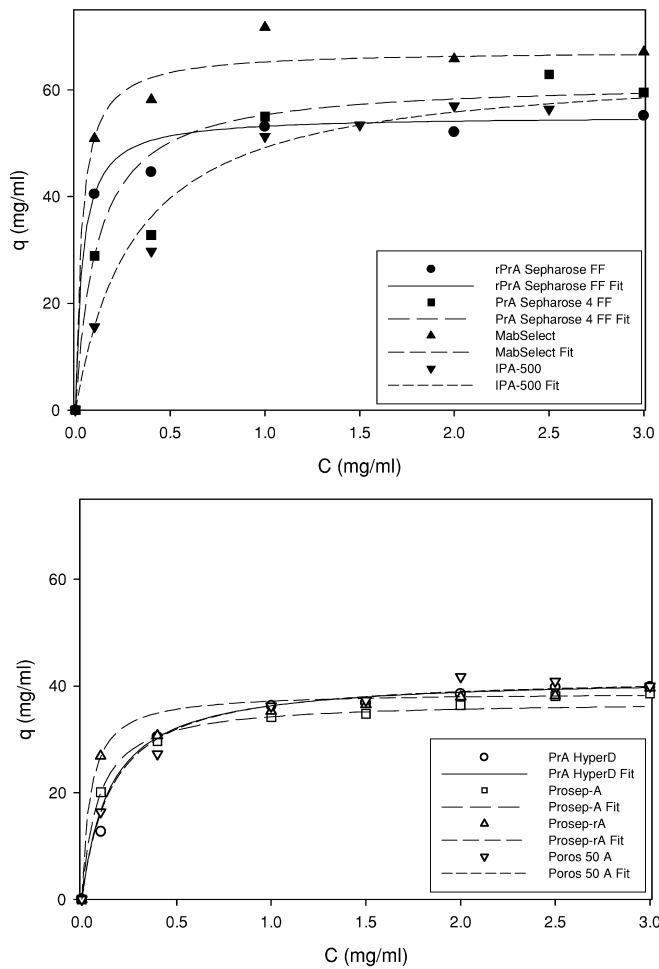 60
40
20
0
q (mg/ml)
rPrA Sepharose FF
rPrA Sepharose FF Fit
PrA Sepharose 4 FF
PrA Sepharose 4 FF Fit
MabSelect
MabSelect Fit
IPA-500
IPA-500 Fit
0.0 0.5 1.0 1.5 2.0 2.5 3.0
C (mg/ml)
60
40
20
0
q (mg/ml)
PrA HyperD
PrA HyperD Fit
Prosep-A
Prosep-A Fit
Prosep-rA
Prosep-rA Fit
Poros 50 A
Poros 50 A Fit
0.0 0.5 1.0 1.5 2.0 2.5 3.0
C (mg/ml)